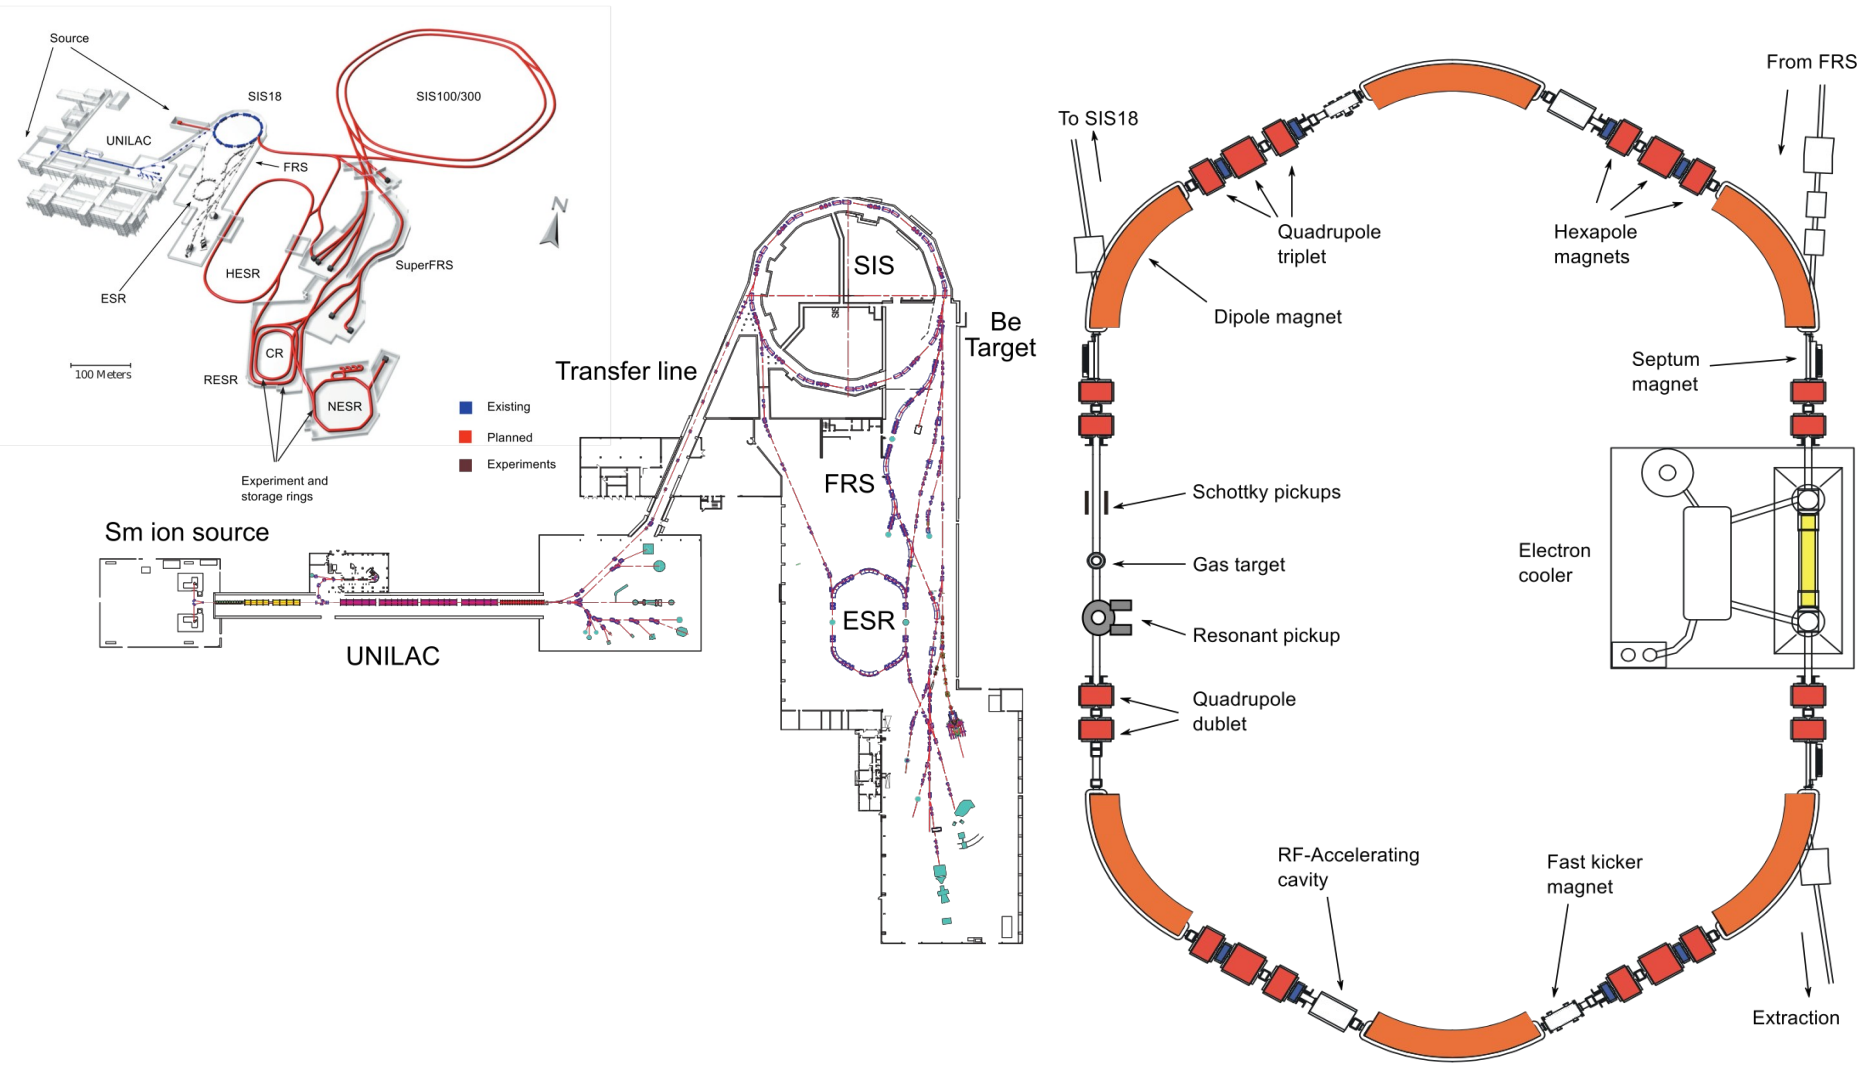 Source
SIS18
SIS100/300
UNILAC
FRS
N
HESR
SuperFRS
ESR
CR
100 Meters
RESR
NESR
Existing
Planned
Experiments
Experiment and
storage rings
Sm ion source
UNILAC
Transfer line
SIS
SIS
Be
Target
FRS
ESR
From FRS
To SIS18
Quadrupole
triplet
Hexapole
magnets
Dipole magnet
Septum
magnet
Schottky pickups
Gas target
Electron
cooler
Resonant pickup
Quadrupole
dublet
RF-Accelerating
cavity
Fast kicker
magnet
Extraction